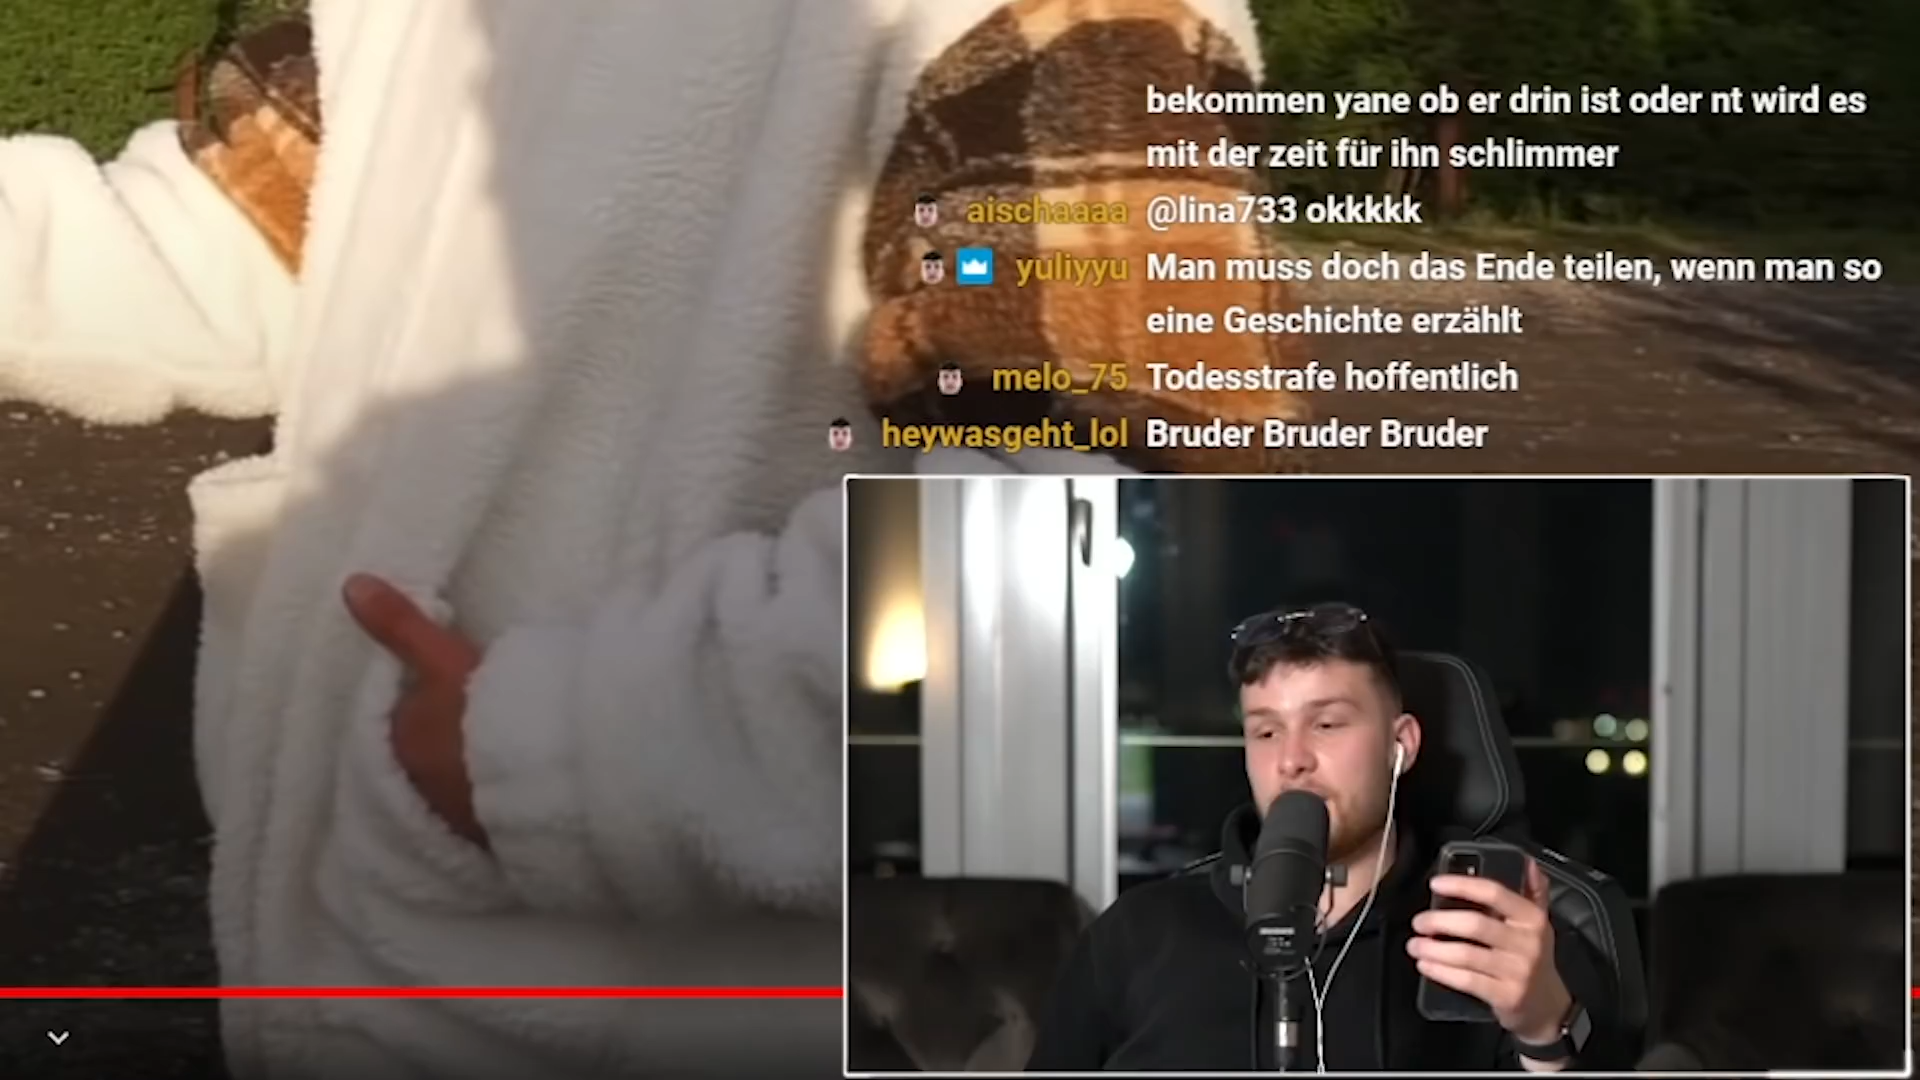 bekommen yane ob er drin ist oder nt wird es
mit der zeit für ihn schlimmer
aischaaaa @lina733 okkkkk
yuliyyu Man muss doch das Ende teilen, wenn man so
eine Geschichte erzählt
melo_75 Todesstrafe hoffentlich
heywasgeht_lol Bruder Bruder Bruder